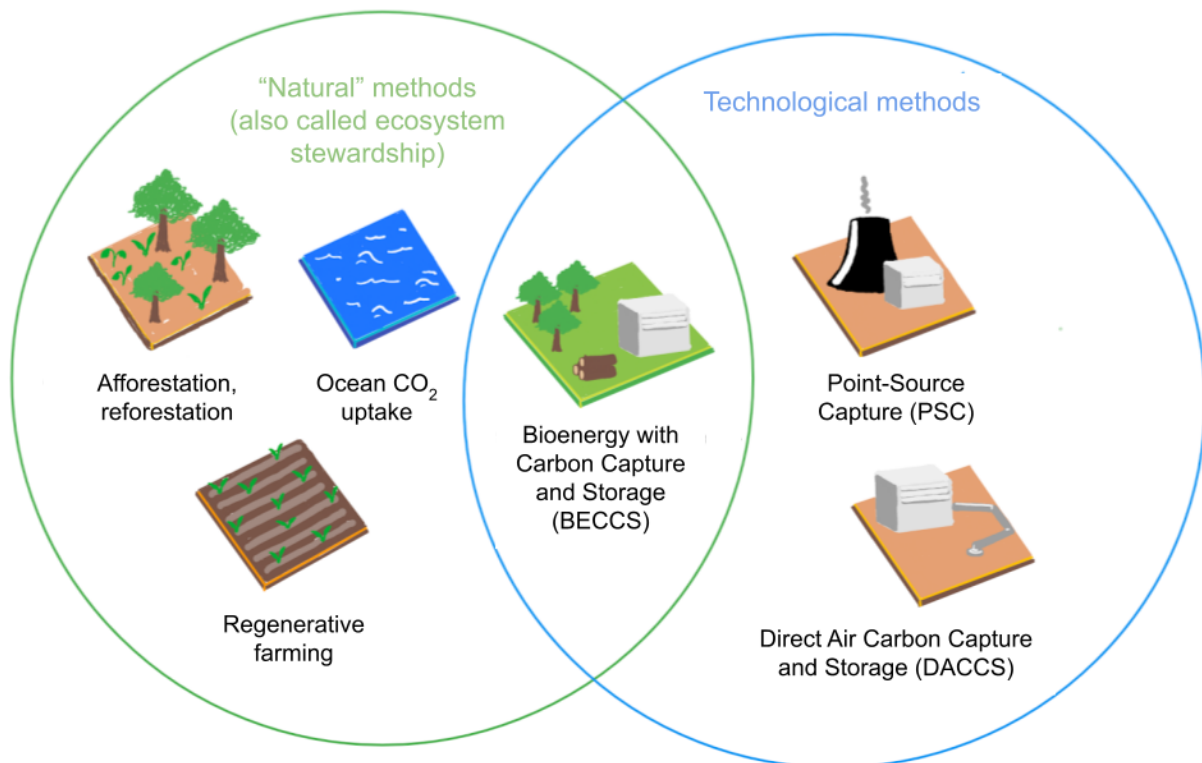 “Natural” methods
(also called ecosystem
stewardship)
Technological methods
Afforestation,
reforestation
Ocean CO₂
uptake
Regenerative
farming
Bioenergy with
Carbon Capture
and Storage
(BECCS)
Point-Source
Capture (PSC)
Direct Air Carbon Capture
and Storage (DACCS)